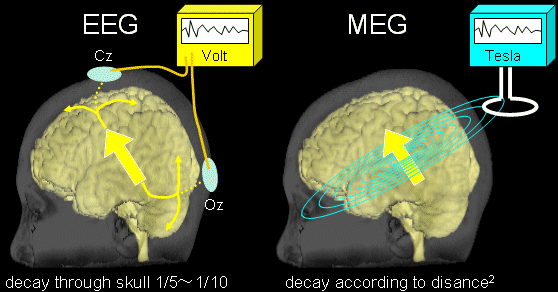 EEG
Volt
Cz
Oz
decay through skull 1/5～1/10
MEG
Tesla
decay according to disance²